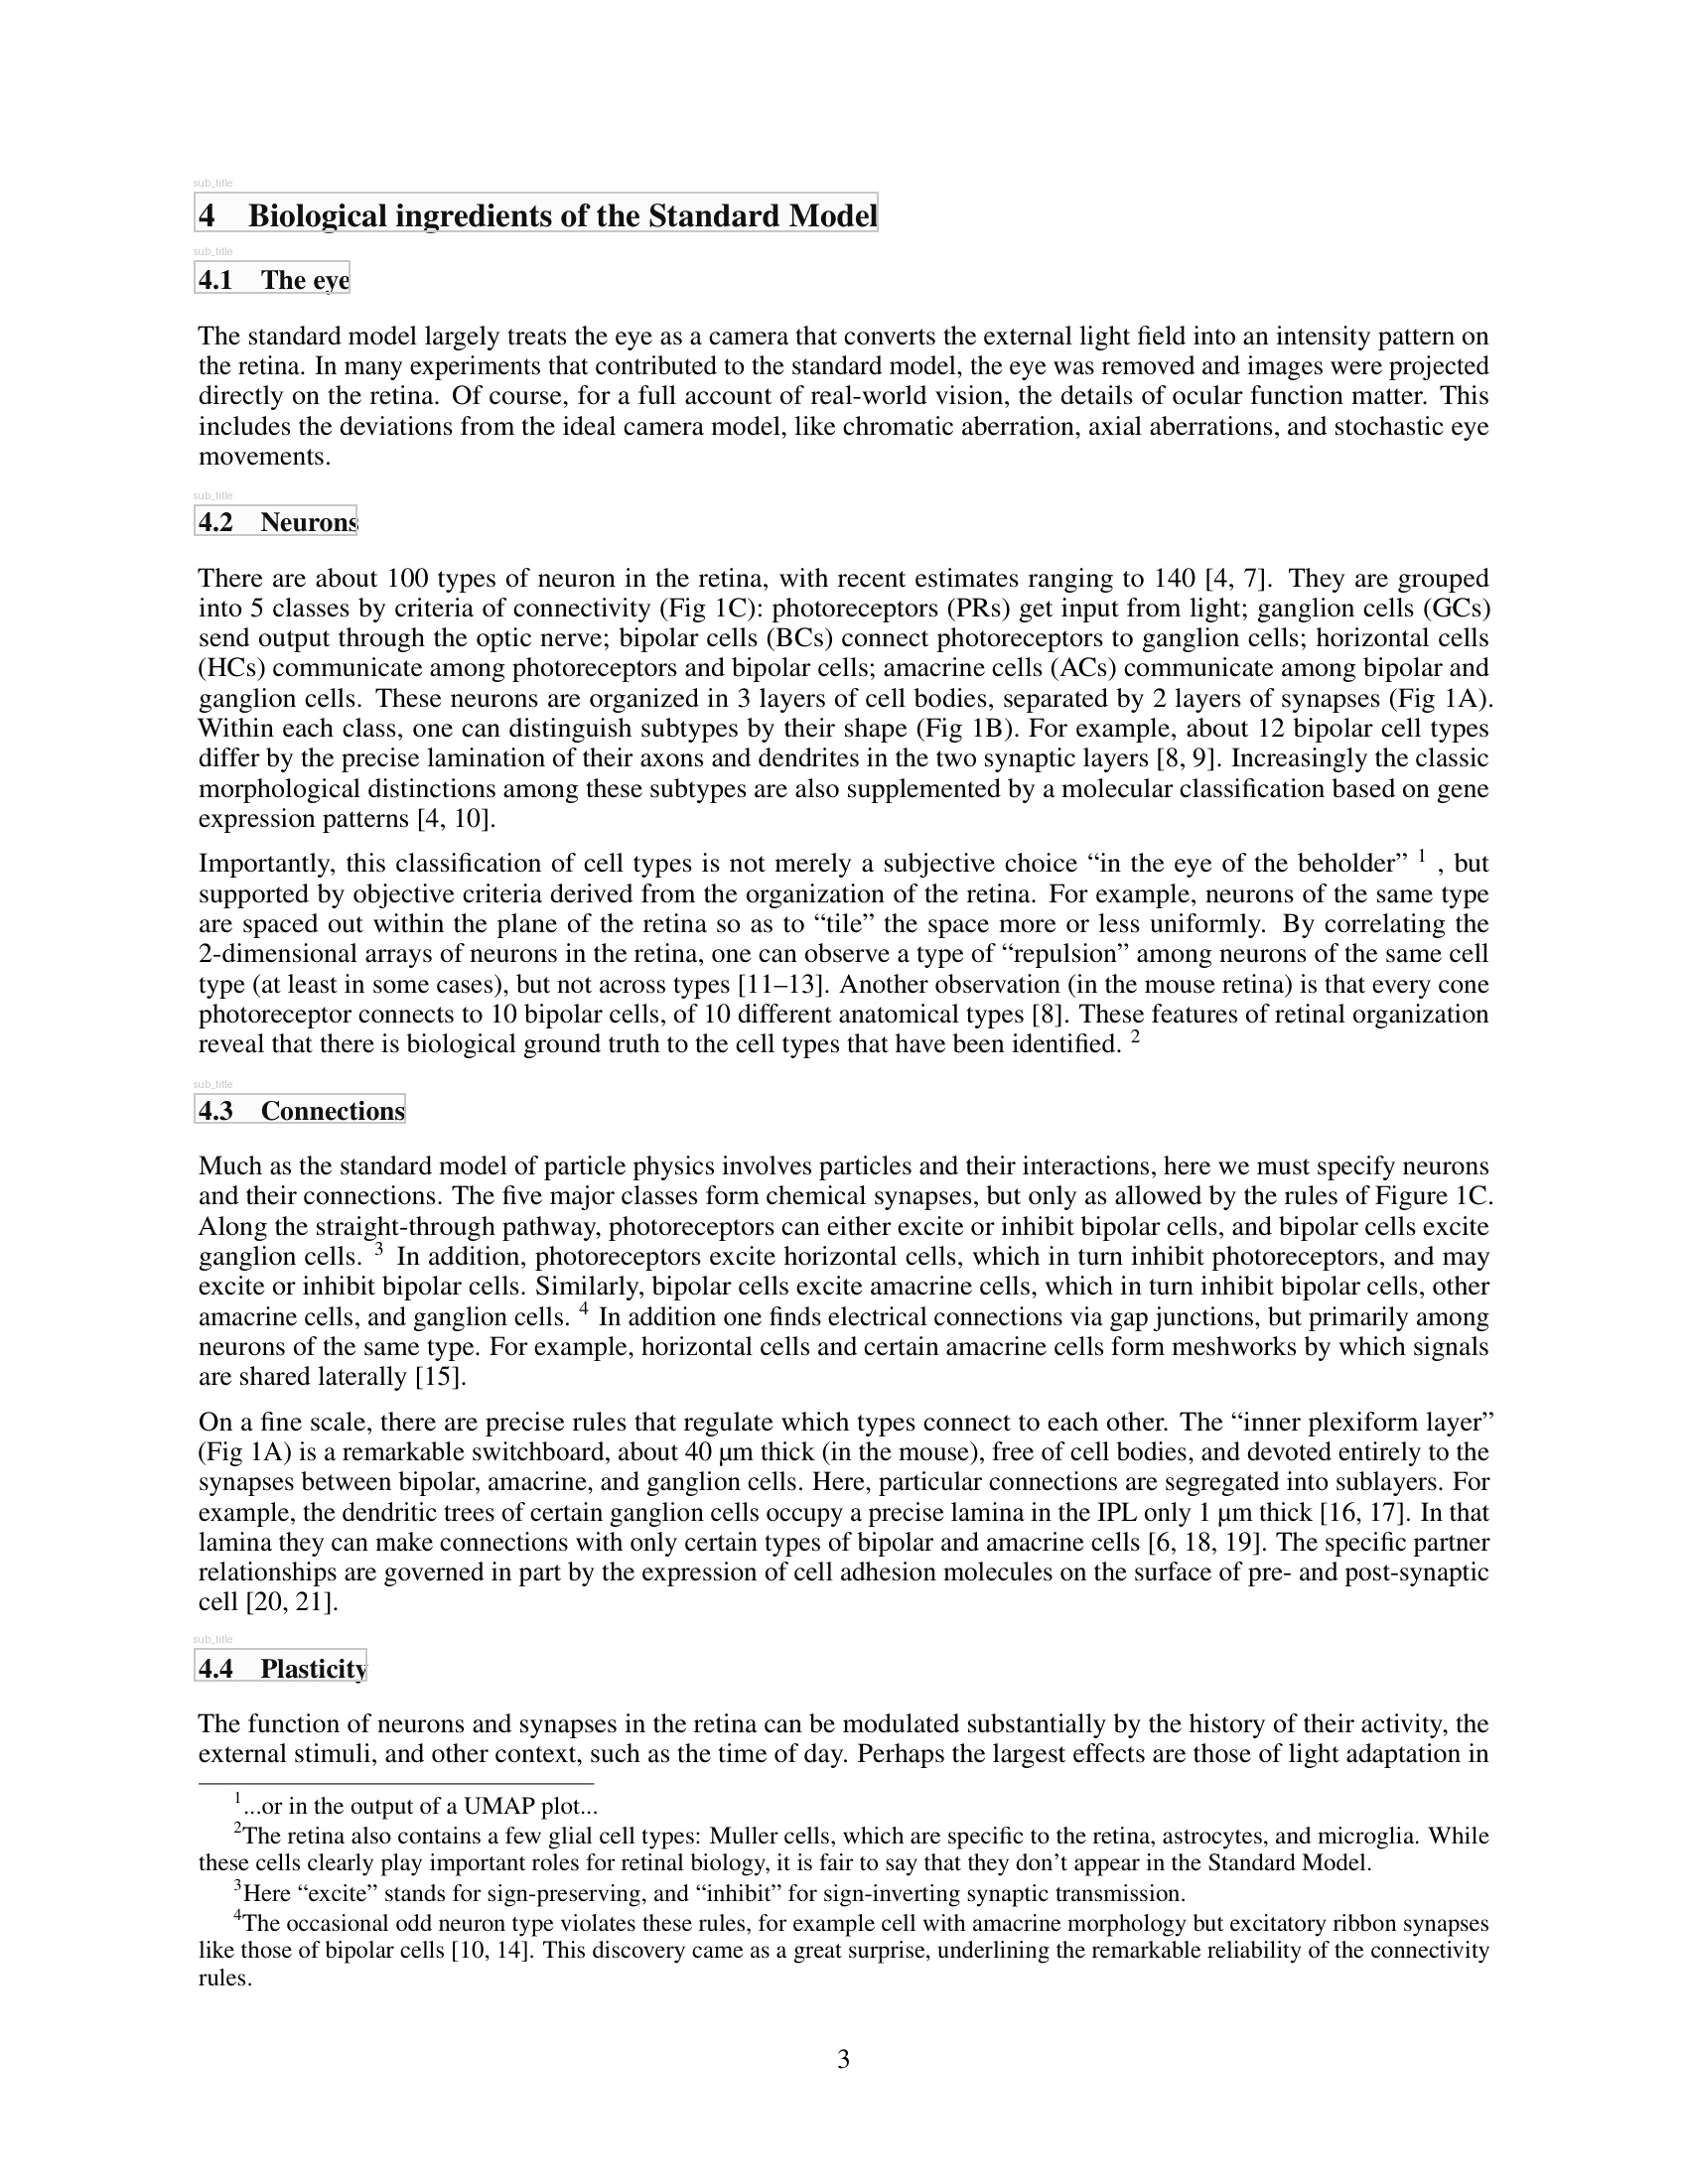 sub_title
4 Biological ingredients of the Standard Model
sub_title
4.1 The eye
The standard model largely treats the eye as a camera that converts the external light field into an intensity pattern on
the retina. In many experiments that contributed to the standard model, the eye was removed and images were projected
directly on the retina. Of course, for a full account of real-world vision, the details of ocular function matter. This
includes the deviations from the ideal camera model, like chromatic aberration, axial aberrations, and stochastic eye
movements.
sub_title
4.2 Neurons
There are about 100 types of neuron in the retina, with recent estimates ranging to 140 [4, 7]. They are grouped
into 5 classes by criteria of connectivity (Fig 1C): photoreceptors (PRs) get input from light; ganglion cells (GCs)
send output through the optic nerve; bipolar cells (BCs) connect photoreceptors to ganglion cells; horizontal cells
(HCs) communicate among photoreceptors and bipolar cells; amacrine cells (ACs) communicate among bipolar and
ganglion cells. These neurons are organized in 3 layers of cell bodies, separated by 2 layers of synapses (Fig 1A).
Within each class, one can distinguish subtypes by their shape (Fig 1B). For example, about 12 bipolar cell types
differ by the precise lamination of their axons and dendrites in the two synaptic layers [8, 9]. Increasingly the classic
morphological distinctions among these subtypes are also supplemented by a molecular classification based on gene
expression patterns [4, 10].
Importantly, this classification of cell types is not merely a subjective choice “in the eye of the beholder” 1 , but
supported by objective criteria derived from the organization of the retina. For example, neurons of the same type
are spaced out within the plane of the retina so as to “tile” the space more or less uniformly. By correlating the
2-dimensional arrays of neurons in the retina, one can observe a type of “repulsion” among neurons of the same cell
type (at least in some cases), but not across types [11–13]. Another observation (in the mouse retina) is that every cone
photoreceptor connects to 10 bipolar cells, of 10 different anatomical types [8]. These features of retinal organization
reveal that there is biological ground truth to the cell types that have been identified. 2
sub_title
4.3 Connections
Much as the standard model of particle physics involves particles and their interactions, here we must specify neurons
and their connections. The five major classes form chemical synapses, but only as allowed by the rules of Figure 1C.
Along the straight-through pathway, photoreceptors can either excite or inhibit bipolar cells, and bipolar cells excite
ganglion cells. 3 In addition, photoreceptors excite horizontal cells, which in turn inhibit photoreceptors, and may
excite or inhibit bipolar cells. Similarly, bipolar cells excite amacrine cells, which in turn inhibit bipolar cells, other
amacrine cells, and ganglion cells. 4 In addition one finds electrical connections via gap junctions, but primarily among
neurons of the same type. For example, horizontal cells and certain amacrine cells form meshworks by which signals
are shared laterally [15].
On a fine scale, there are precise rules that regulate which types connect to each other. The “inner plexiform layer”
(Fig 1A) is a remarkable switchboard, about 40 µm thick (in the mouse), free of cell bodies, and devoted entirely to the
synapses between bipolar, amacrine, and ganglion cells. Here, particular connections are segregated into sublayers. For
example, the dendritic trees of certain ganglion cells occupy a precise lamina in the IPL only 1 µm thick [16, 17]. In that
lamina they can make connections with only certain types of bipolar and amacrine cells [6, 18, 19]. The specific partner
relationships are governed in part by the expression of cell adhesion molecules on the surface of pre- and post-synaptic
cell [20, 21].
sub_title
4.4 Plasticity
The function of neurons and synapses in the retina can be modulated substantially by the history of their activity, the
external stimuli, and other context, such as the time of day. Perhaps the largest effects are those of light adaptation in
1...or in the output of a UMAP plot...
2The retina also contains a few glial cell types: Muller cells, which are specific to the retina, astrocytes, and microglia. While
these cells clearly play important roles for retinal biology, it is fair to say that they don’t appear in the Standard Model.
3Here “excite” stands for sign-preserving, and “inhibit” for sign-inverting synaptic transmission.
4The occasional odd neuron type violates these rules, for example cell with amacrine morphology but excitatory ribbon synapses
like those of bipolar cells [10, 14]. This discovery came as a great surprise, underlining the remarkable reliability of the connectivity
rules.
3